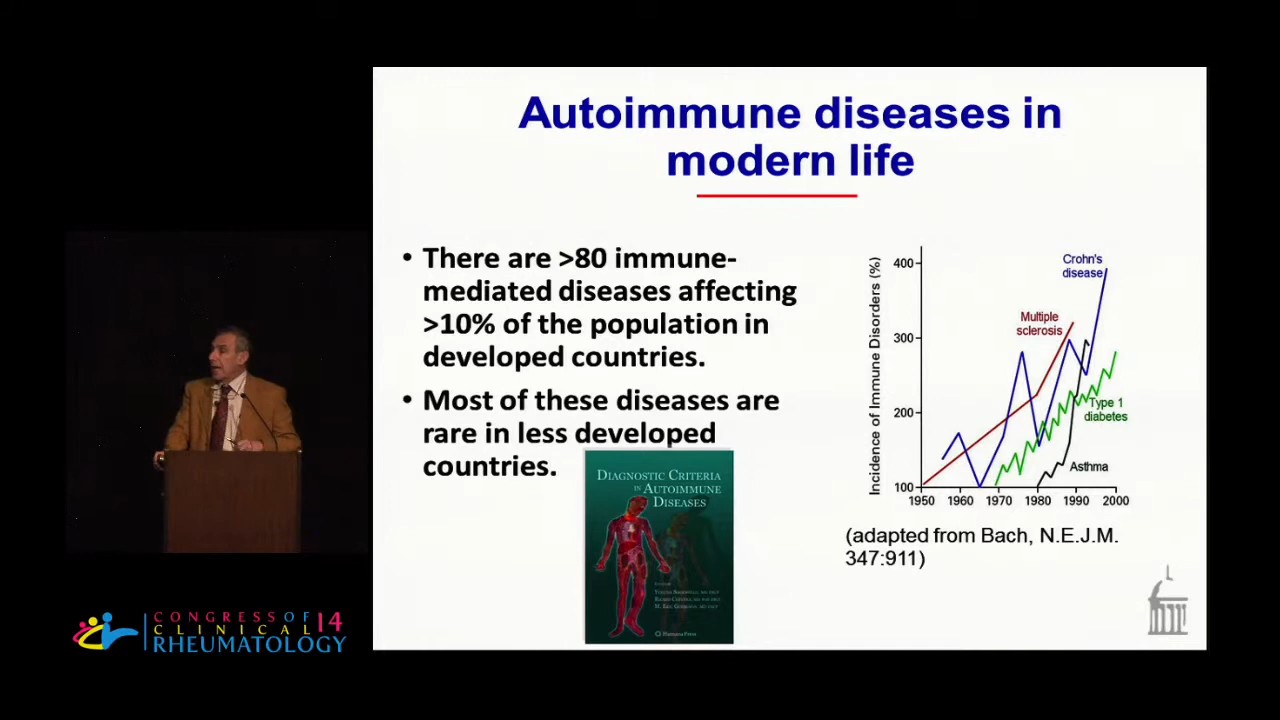 Autoimmune diseases in
modern life
• There are >80 immune-
mediated diseases affecting
>10% of the population in
developed countries.
• Most of these diseases are
rare in less developed
countries.
DIAGNOSTIC CRITERIA
IN AUTOIMMUNE
DISEASES
Humana Press
Incidence of Immune Disorders (%)
400
300
200
100
1950 1960 1970 1980 1990 2000
Crohn's
disease
Multiple
sclerosis
Type 1
diabetes
Asthma
(adapted from Bach, N.E.J.M.
347:911)
CONGRESS OF
CLINICAL 14
RHEUMATOLOGY